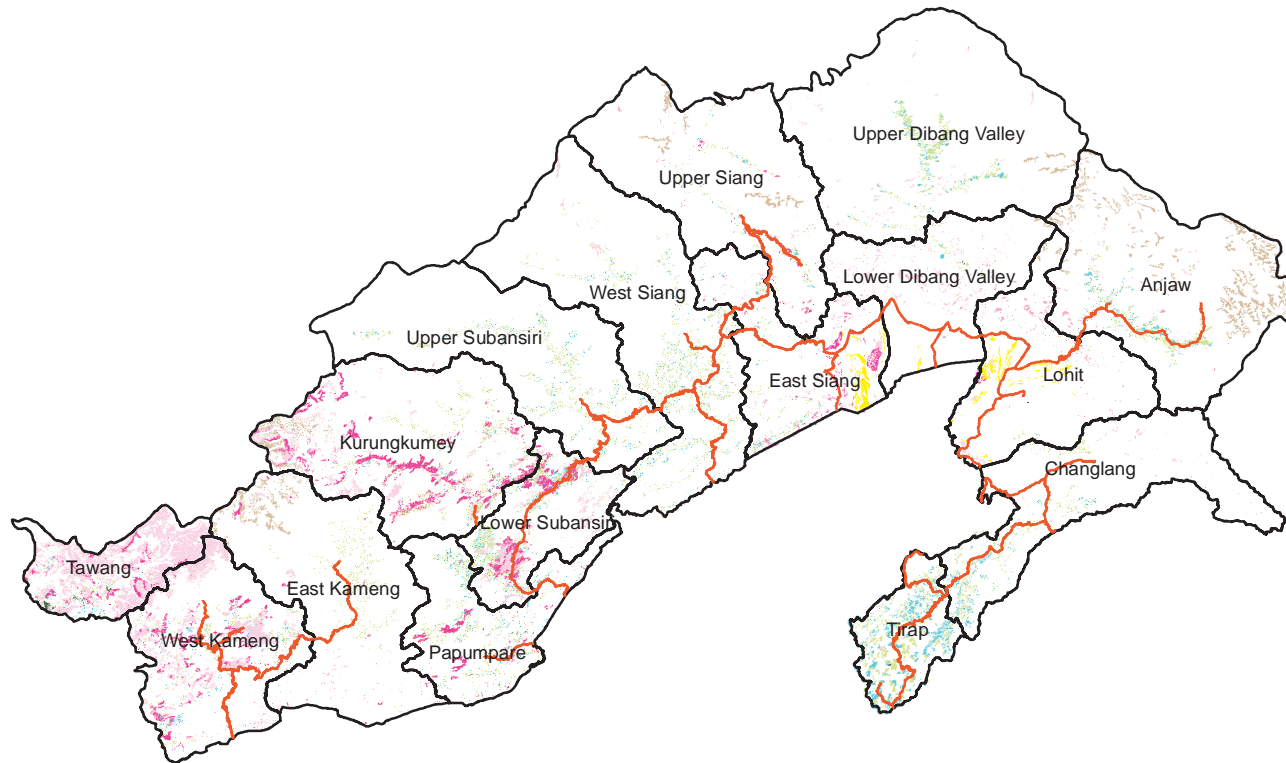 Upper Dibang Valley
Upper Siang
Lower Dibang Valley
Anjaw
West Siang
Upper Subansiri
East Siang
Lohit
Kurungkumey
Changlang
Lower Subansiri
Tawang
East Kameng
West Kameng
Papumpare
Tirap